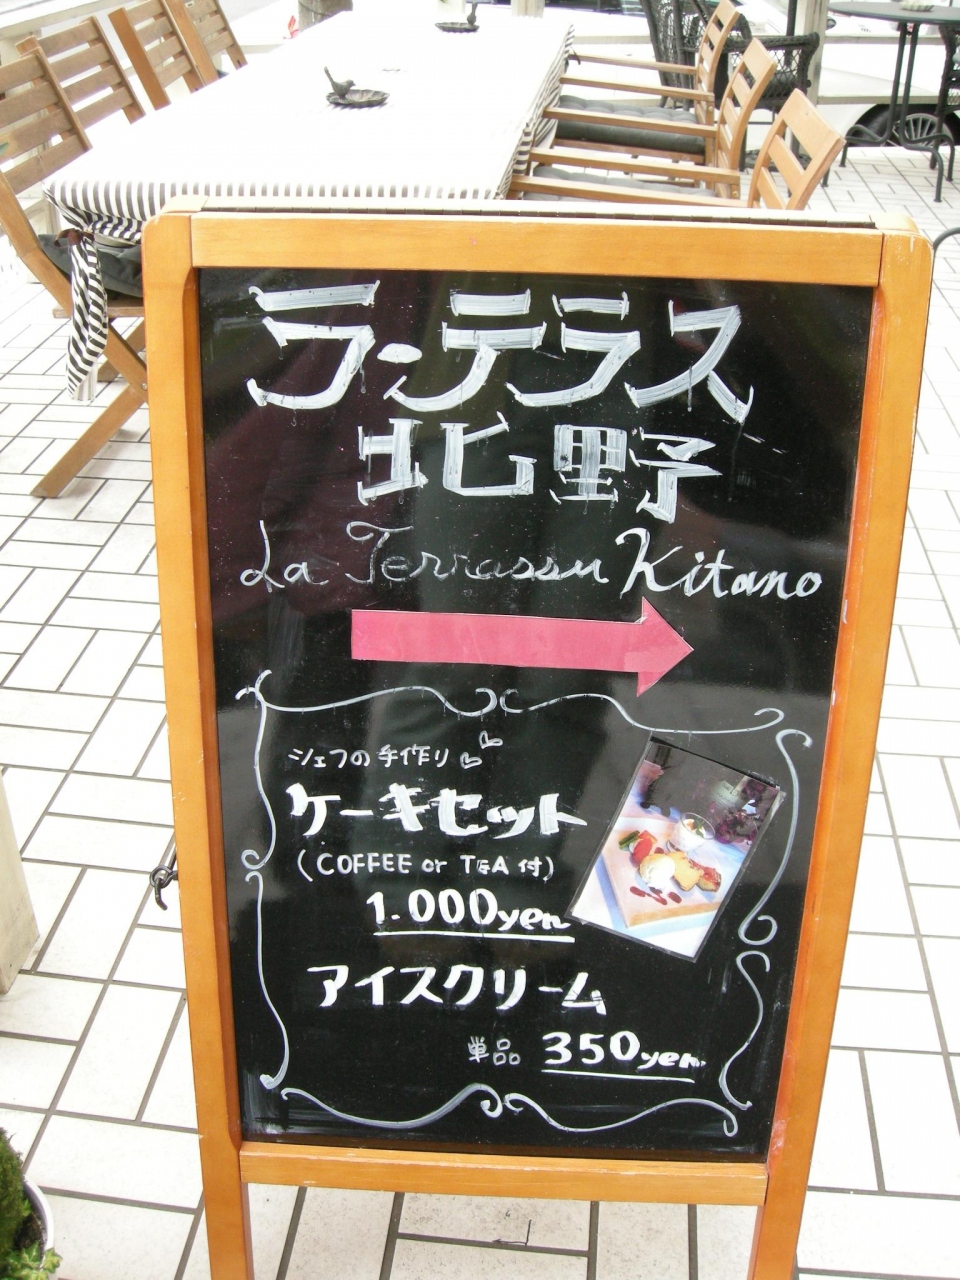 ラ・テラス
北野
La Terrassu Kitano
シェフの手作り
ケーキセット
(COFFEE or TEA付)
1.000yen
アイスクリーム
単品 350yen